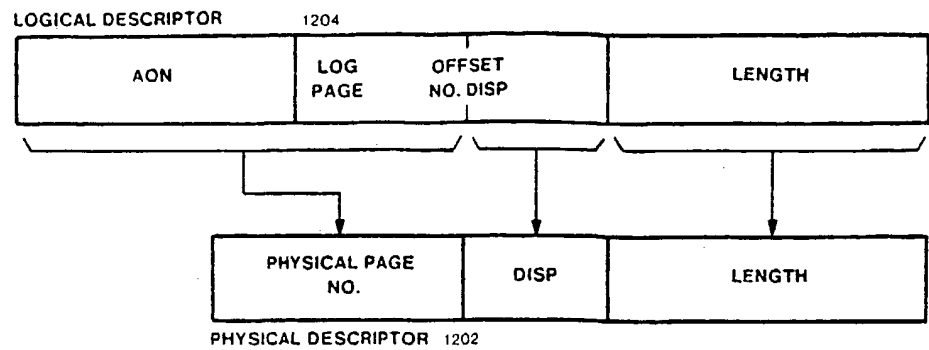 LOGICAL DESCRIPTOR 1204
AON
LOG OFFSET
PAGE NO. DISP
LENGTH
PHYSICAL PAGE
NO.
DISP
LENGTH
PHYSICAL DESCRIPTOR 1202